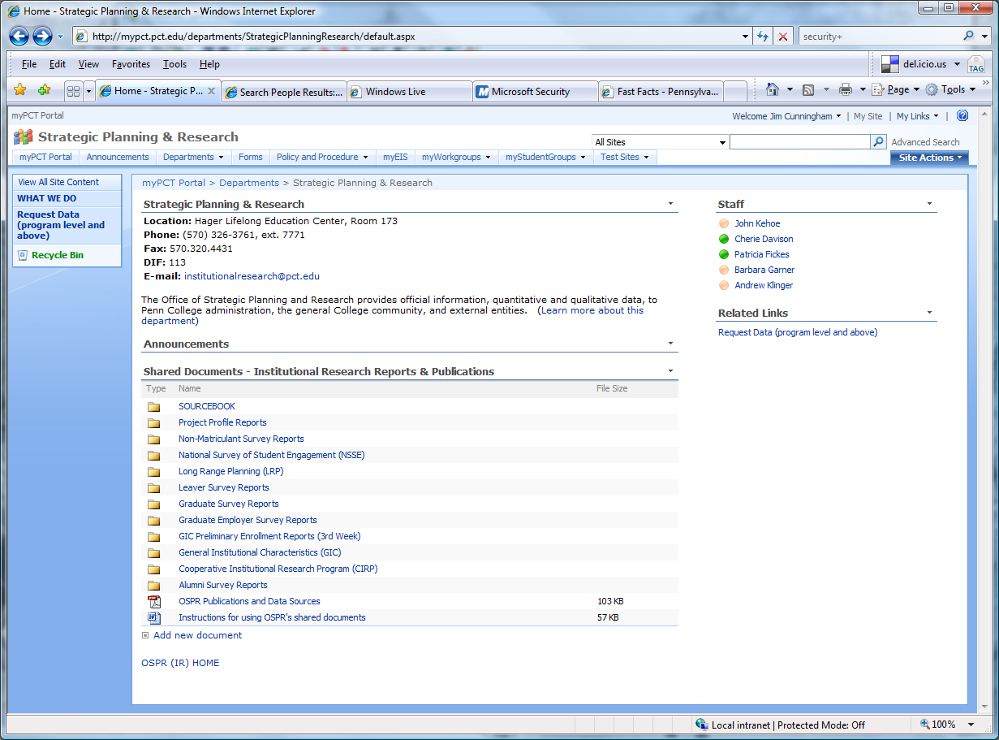 Home - Strategic Planning & Research - Windows Internet Explorer
http://mypct.pct.edu/departments/StrategicPlanningResearch/default.aspx
security+
File Edit View Favorites Tools Help
del.icio.us
TAG
Home - Strategic P...
Search People Results:...
Windows Live
Microsoft Security
Fast Facts - Pennsylva...
Page
Tools
myPCT Portal
Welcome Jim Cunningham | My Site | My Links |
Strategic Planning & Research
All Sites
Advanced Search
myPCT Portal Announcements Departments Forms Policy and Procedure myEIS myWorkgroups myStudentGroups Test Sites
Site Actions
View All Site Content
WHAT WE DO
Request Data
(program level and
above)
Recycle Bin
myPCT Portal > Departments > Strategic Planning & Research
Strategic Planning & Research
Location: Hager Lifelong Education Center, Room 173
Phone: (570) 326-3761, ext. 7771
Fax: 570.320.4431
DIF: 113
E-mail: institutionalresearch@pct.edu
The Office of Strategic Planning and Research provides official information, quantitative and qualitative data, to
Penn College administration, the general College community, and external entities. (Learn more about this
department)
Announcements
Shared Documents - Institutional Research Reports & Publications
Type Name File Size
SOURCEBOOK
Project Profile Reports
Non-Matriculant Survey Reports
National Survey of Student Engagement (NSSE)
Long Range Planning (LRP)
Leaver Survey Reports
Graduate Survey Reports
Graduate Employer Survey Reports
GIC Preliminary Enrollment Reports (3rd Week)
General Institutional Characteristics (GIC)
Cooperative Institutional Research Program (CIRP)
Alumni Survey Reports
OSPR Publications and Data Sources 103 KB
Instructions for using OSPR's shared documents 57 KB
Add new document
OSPR (IR) HOME
Staff
John Kehoe
Cherie Davison
Patricia Fickes
Barbara Garner
Andrew Klinger
Related Links
Request Data (program level and above)
Local intranet | Protected Mode: Off
100%